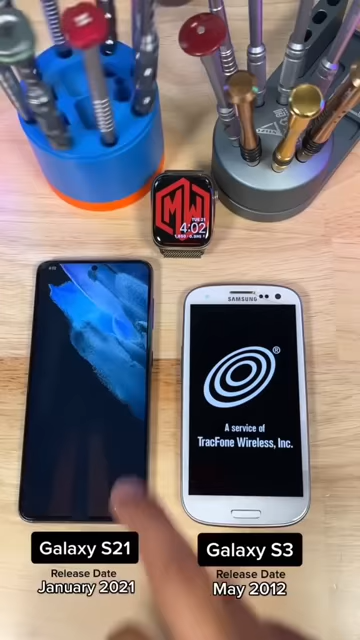 MW
4:02
SAMSUNG
®
A service of
TracFone Wireless, Inc.
Galaxy S21
Release Date
January 2021
Galaxy S3
Release Date
May 2012